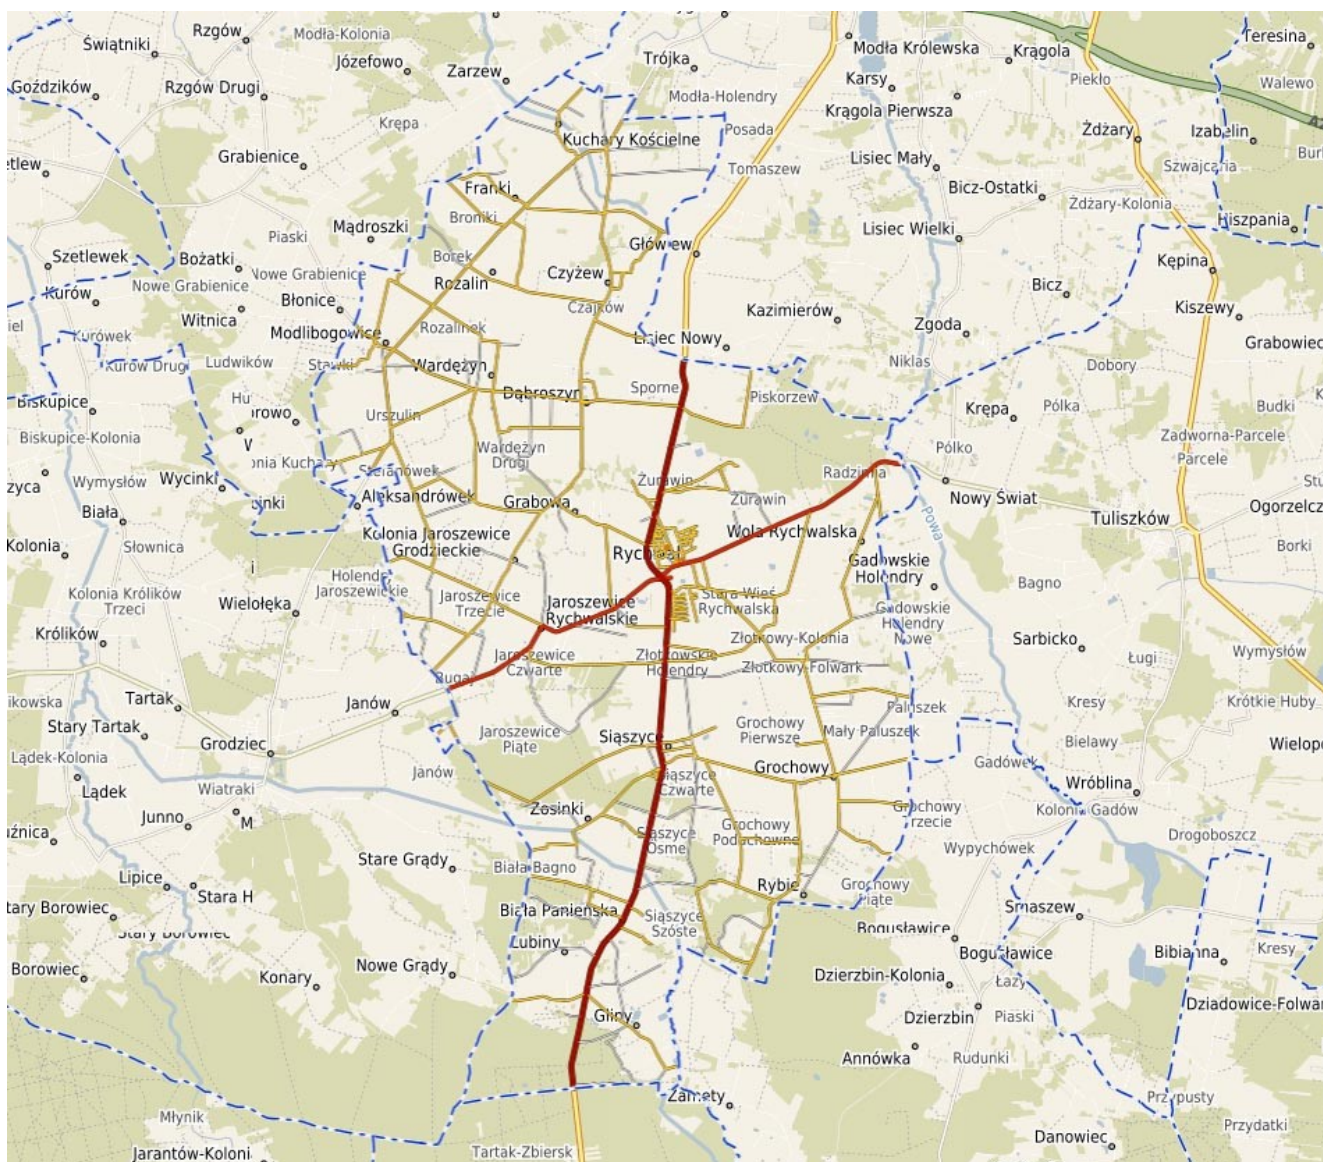 Rzgów
Modła-Kolonia
Świątniki
Trójka
Modła Królewska
Krągola
Teresina
Józefowo
Zarzew
Karsy
Piekło
Walewo
Goździków
Rzgów Drugi
Modła-Holendry
Krągola Pierwsza
Krępa
Posada
Żdżary
Izabelin
Kuchary Kościelne
Grabienice
Tomaszew
Lisiec Mały
Szwajcaria
Franki
Bicz-Ostatki
Żdżary-Kolonia
Broniki
Mądroszki
Piaski
Główiew
Lisiec Wielki
Hiszpania
Szetlewek
Bożatki
Borek
Kępina
Nowe Grabienice
Nowe Grabienice
Rozalin
Czyżew
Bicz
Kurów
Błonice
Czajków
Kazimierów
Kiszewy
Witnica
Zgoda
Kurówek
Modlibogowice
Rozalinek
Lisiec Nowy
Grabowiec
Kurów Drugi
Ludwików
Stawki
Wardężyn
Niklas
Dobory
Dąbroszyn
Sporne
Piskorzew
Biskupice
Urszulin
Krępa
Pólka
Budki
Biskupice-Kolonia
Wardężyn
Drugi
Pólko
Zadworna-Parcele
Parcele
Wymysłów
Wycinki
Stefanówek
Żurawin
Radzimia
Aleksandrówek
Grabowa
Żurawin
Nowy Świat
Ogorzelcz
Biała
Powa
Tuliszków
Słownica
Kolonia Jaroszewice
Grodzieckie
Rychwał
Wola Rychwalska
Borki
Kolonia
Gadowskie
Holendry
Holendry
Jaroszewickie
Bagno
Kolonia Królików
Trzeci
Wielołęka
Jaroszewice
Trzecie
Jaroszewice
Rychwalskie
Stara Wieś
Rychwalska
Gadowskie
Holendry
Nowe
Królików
Złotkowy-Kolonia
Sarbicko
Jaroszewice
Czwarte
Złotkowskie
Holendry
Złotkowy-Folwark
Ługi
Wymysłów
Bugaj
Tartak
Janów
Paluszek
Kresy
Krótkie Huby
Stary Tartak
Jaroszewice
Piąte
Siąszyce
Grochowy
Pierwsze
Mały Paluszek
Bielawy
Grodziec
Lądek-Kolonia
Janów
Grochowy
Gadówek
Lądek
Wiatraki
Siąszyce
Czwarte
Wróblina
Junno
M
Zosinki
Grochowy
Trzecie
Kolonia Gadów
Siąszyce
Ósme
Grochowy
Podachowne
Drogoboszcz
Stare Grądy
Biała Bagno
Wypychówek
Lipice
Stara H
Rybie
Grochowy
Piąte
Biała Panieńska
Siąszyce
Szóste
Smaszew
Bogusławice
Lubiny
Bogusławice
Bibianna
Kresy
Borowiec
Konary
Nowe Grądy
Dzierzbin-Kolonia
Łazy
Dziadowice-Folwar
Gliny
Dzierzbin
Piaski
Annówka
Rudunki
Zamęty
Przypusty
Młynik
Przydatki
Danowiec
Jarantów-Koloni
Tartak-Zbiersk